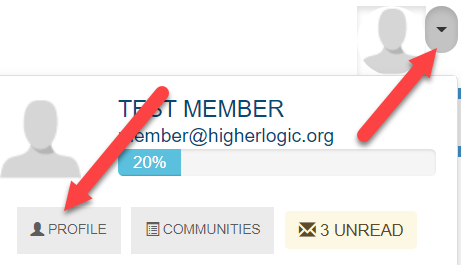 TEST MEMBER
member@higherlogic.org
20%
PROFILE
COMMUNITIES
3 UNREAD